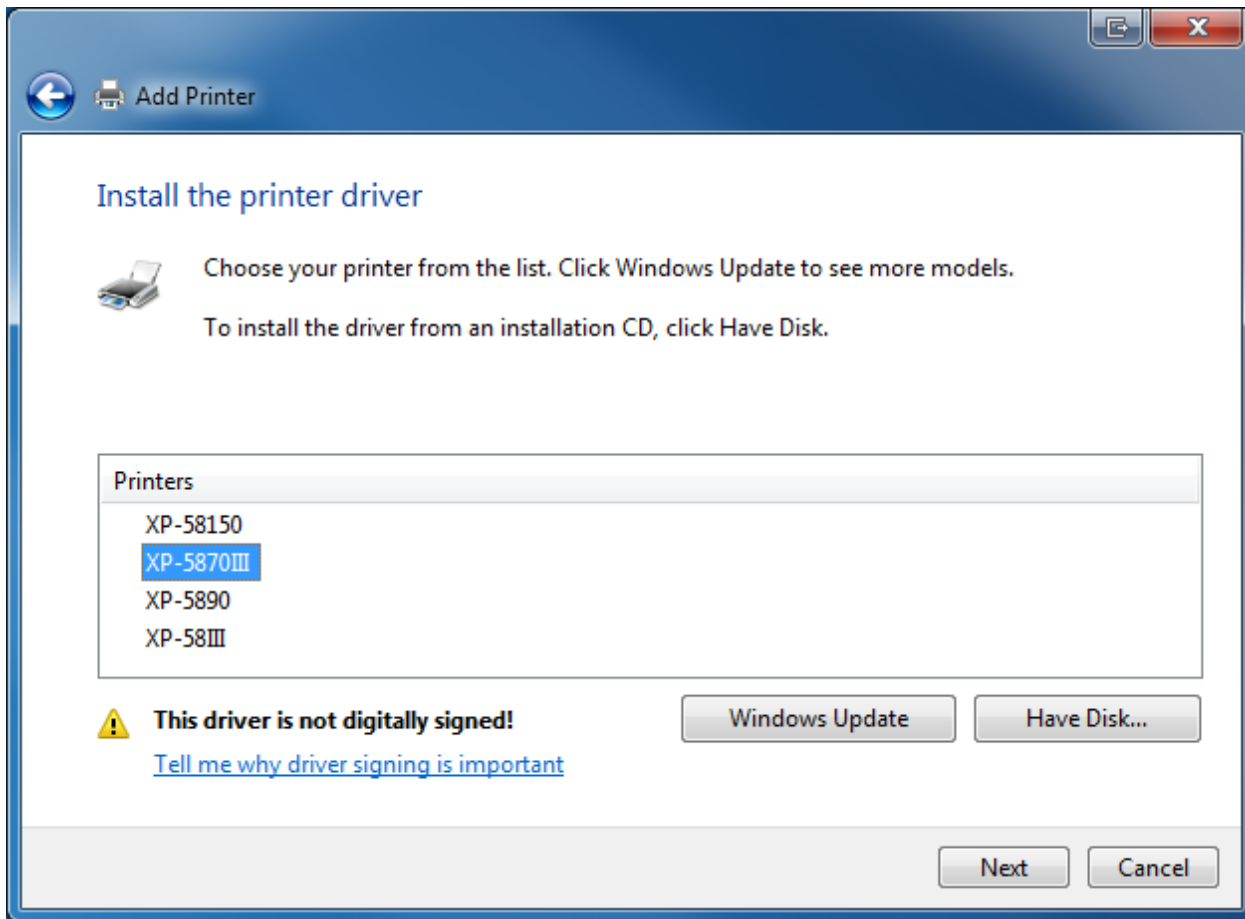 Add Printer
Install the printer driver
Choose your printer from the list. Click Windows Update to see more models.
To install the driver from an installation CD, click Have Disk.
Printers
XP-58150
XP-5870Ⅲ
XP-5890
XP-58Ⅲ
This driver is not digitally signed!
Windows Update
Have Disk...
Tell me why driver signing is important
Next
Cancel